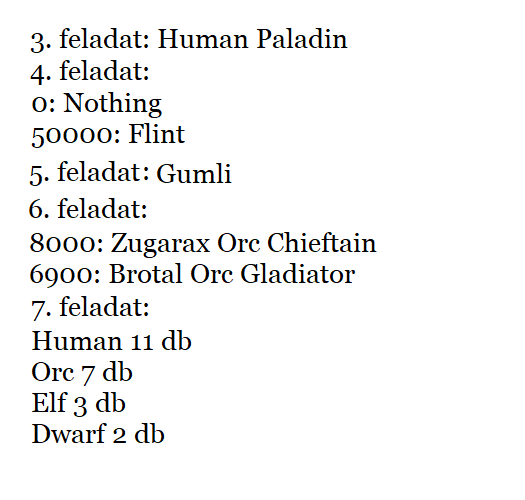 3. feladat: Human Paladin
4. feladat:
0: Nothing
50000: Flint
5. feladat: Gumli
6. feladat:
8000: Zugarax Orc Chieftain
6900: Brotal Orc Gladiator
7. feladat:
Human 11 db
Orc 7 db
Elf 3 db
Dwarf 2 db